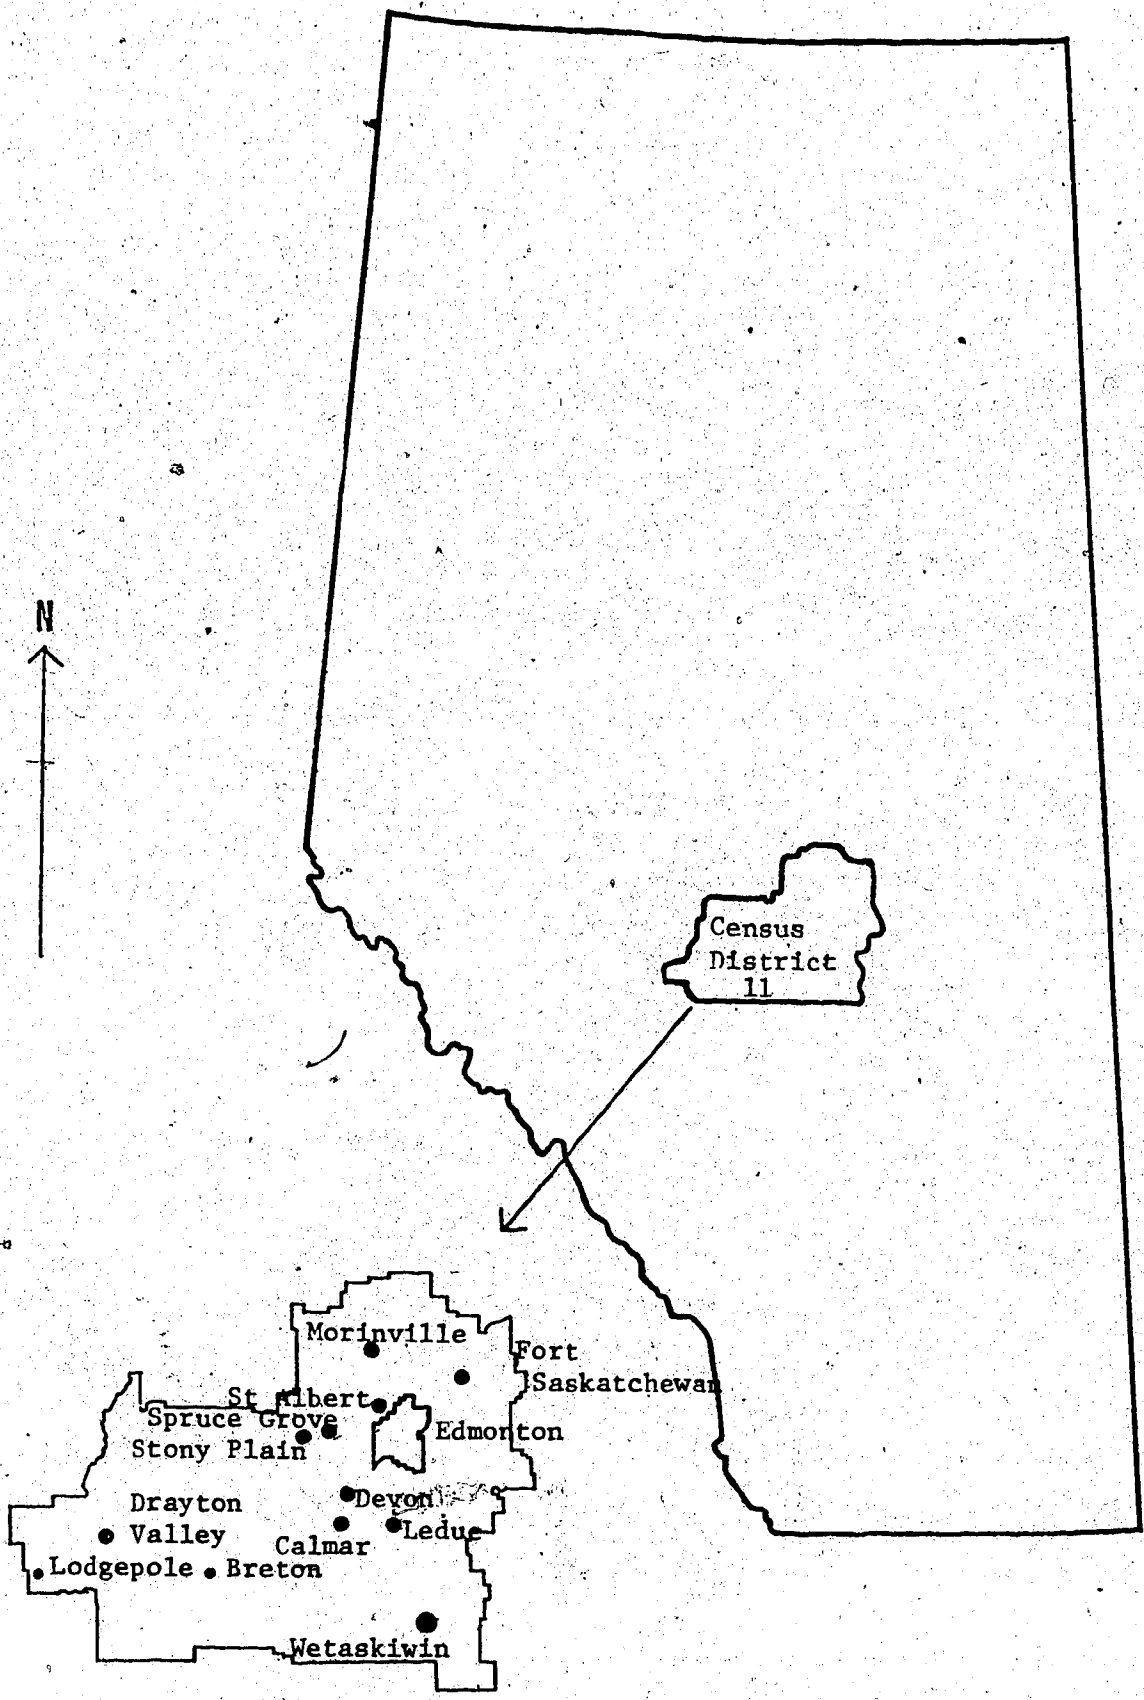 N
Census
District
11
Morinville
Fort
Saskatchewan
St Albert
Spruce Grove
Edmonton
Stony Plain
Devon
Drayton
Valley
Leduc
Calmar
Lodgepole
Breton
Wetaskiwin